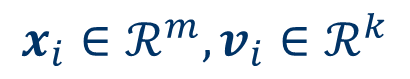 𝒙ᵢ ∈ ℛᵐ, 𝒗ᵢ ∈ ℛᵏ